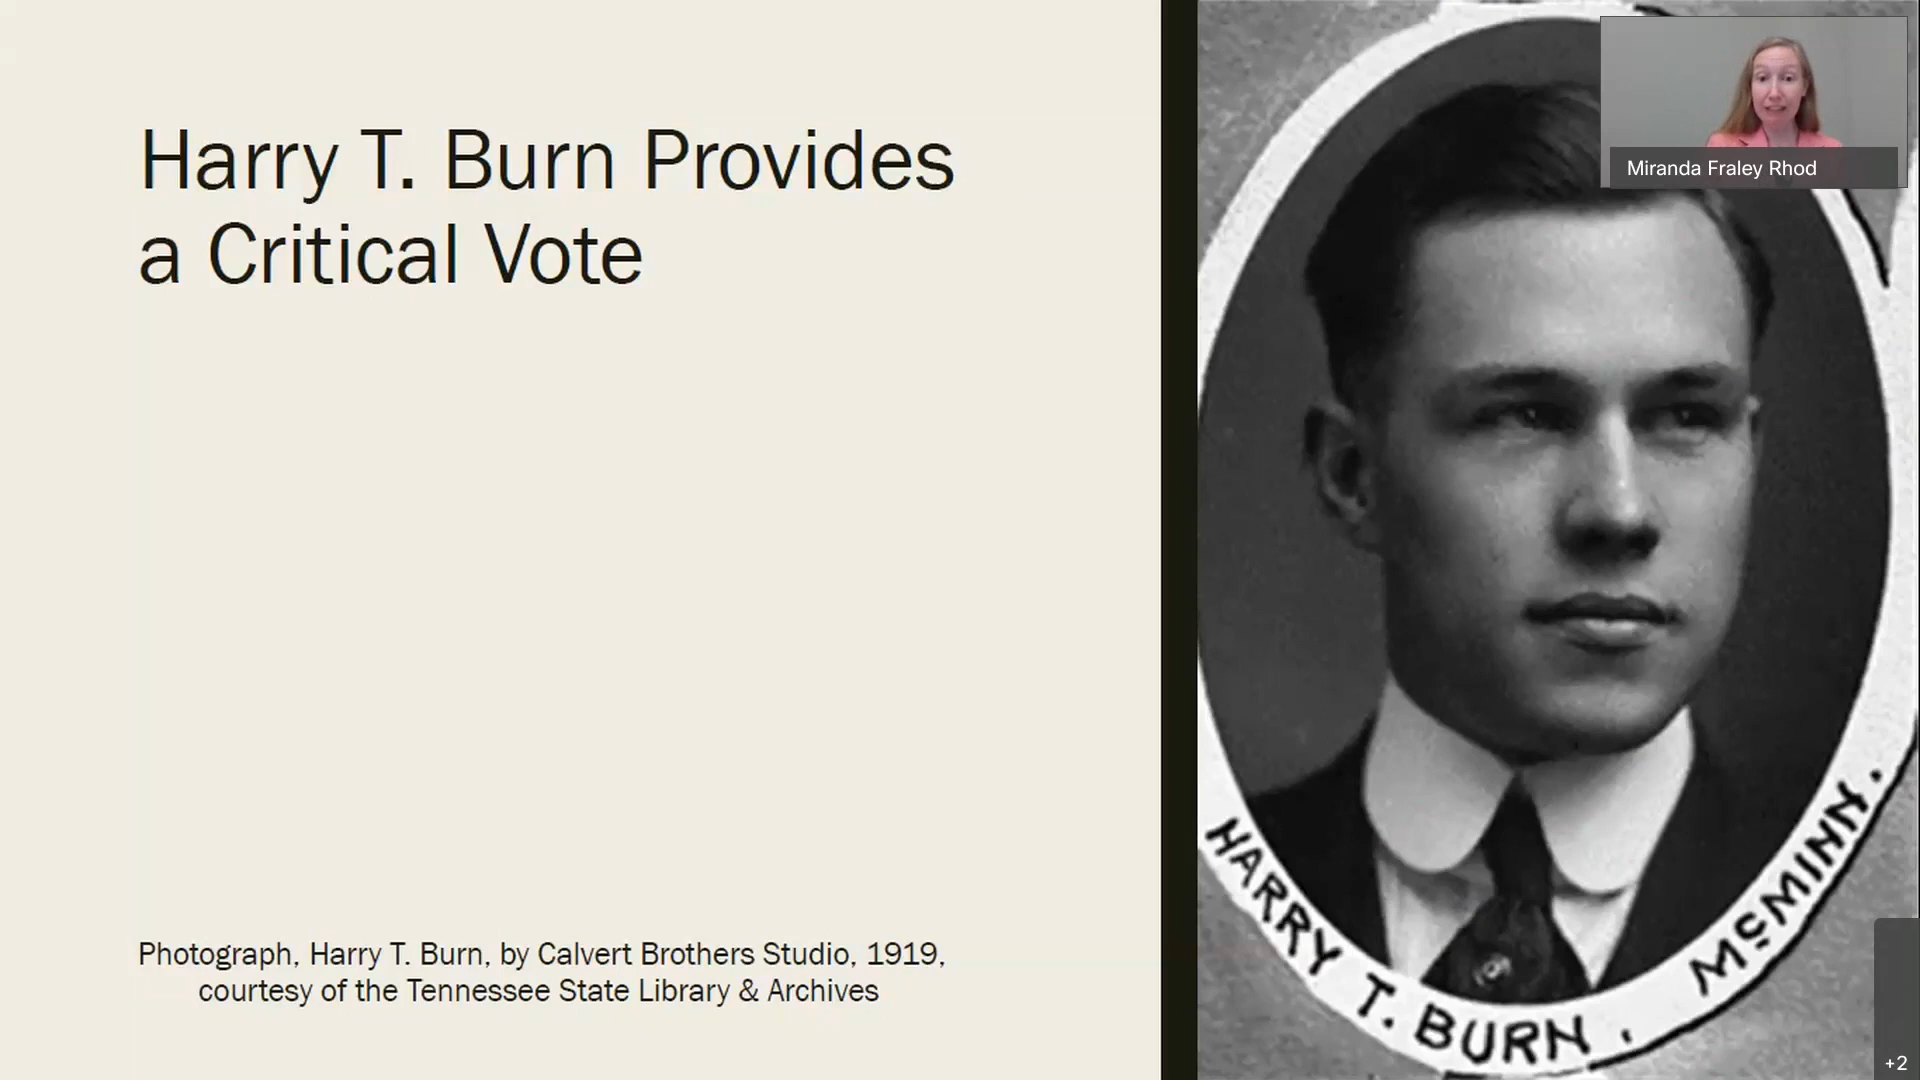 Harry T. Burn Provides
a Critical Vote
Photograph, Harry T. Burn, by Calvert Brothers Studio, 1919,
courtesy of the Tennessee State Library & Archives
Miranda Fraley Rhod
HARRY T. BURN. McMINN.
+2